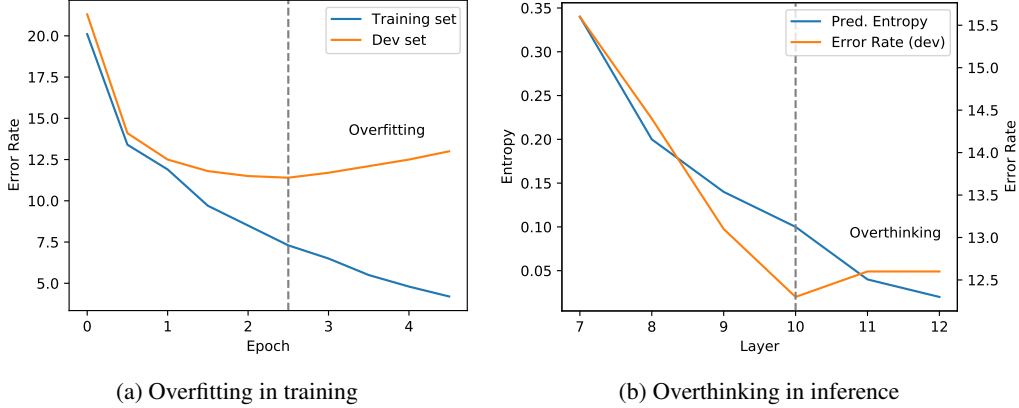 20.0
17.5
15.0
12.5
10.0
7.5
5.0
Error Rate
Training set
Dev set
Overfitting
0 1 2 3 4
Epoch
(a) Overfitting in training
0.35
0.30
0.25
0.20
0.15
0.10
0.05
Entropy
Pred. Entropy
Error Rate (dev)
Overthinking
15.5
15.0
14.5
14.0
13.5
13.0
12.5
Error Rate
7 8 9 10 11 12
Layer
(b) Overthinking in inference